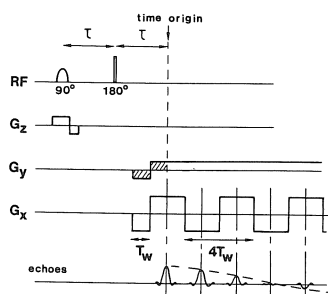 time origin
τ τ
RF
90° 180°
Gz
Gy
Gx
Tw 4Tw
echoes